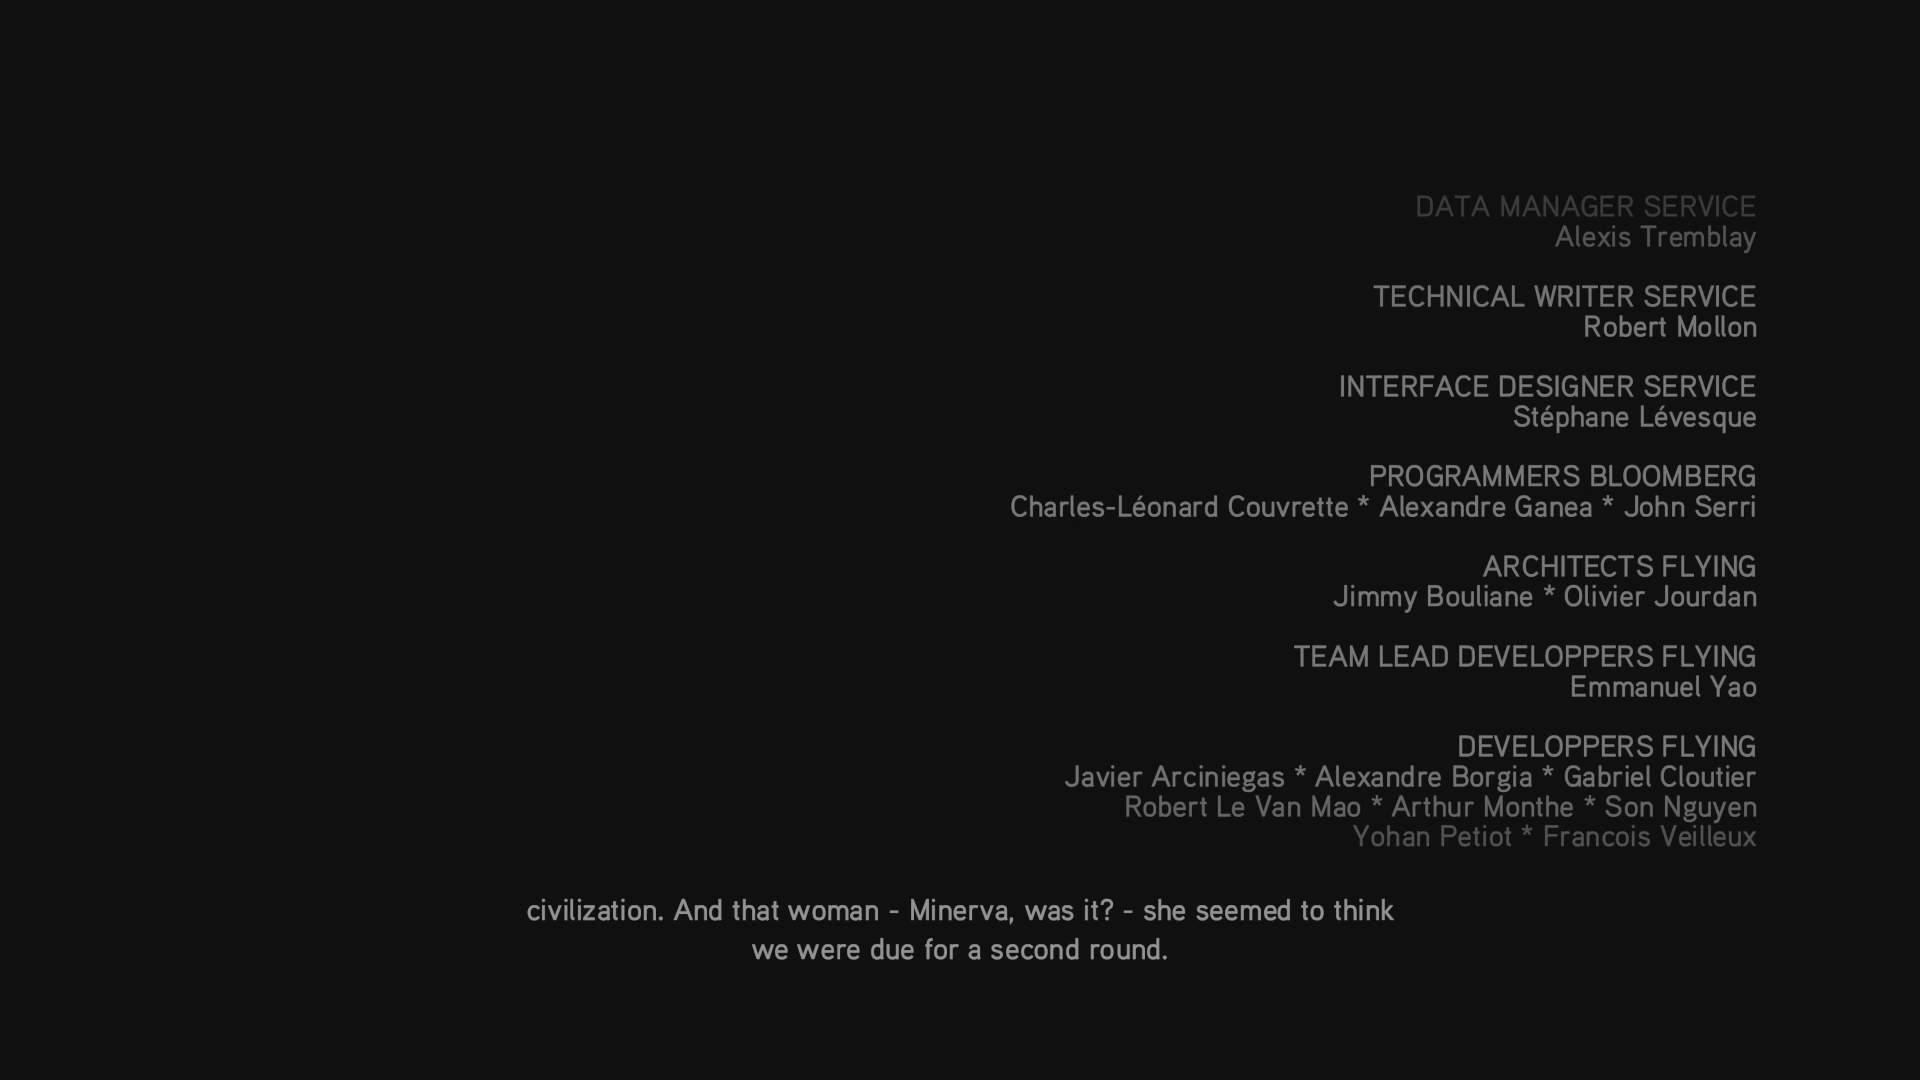 DATA MANAGER SERVICE
Alexis Tremblay
TECHNICAL WRITER SERVICE
Robert Mollon
INTERFACE DESIGNER SERVICE
Stéphane Lévesque
PROGRAMMERS BLOOMBERG
Charles-Léonard Couvrette * Alexandre Ganea * John Serri
ARCHITECTS FLYING
Jimmy Bouliane * Olivier Jourdan
TEAM LEAD DEVELOPPERS FLYING
Emmanuel Yao
DEVELOPPERS FLYING
Javier Arciniegas * Alexandre Borgia * Gabriel Cloutier
Robert Le Van Mao * Arthur Monthe * Son Nguyen
Yohan Petiot * Francois Veilleux
civilization. And that woman - Minerva, was it? - she seemed to think
we were due for a second round.